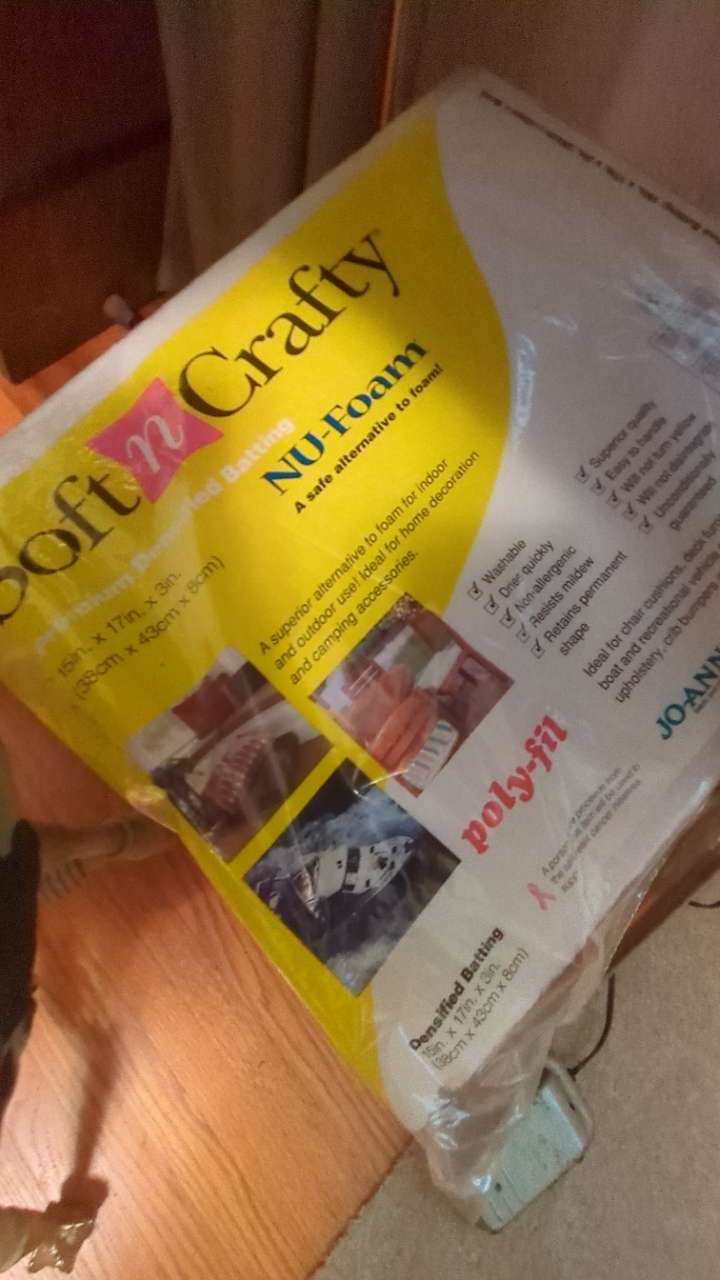 Soft n Crafty
Premium Densified Batting
NU-Foam
A safe alternative to foam!
15in. x 17in. x 3in.
(38cm x 43cm x 8cm)
A superior alternative to foam for indoor
and outdoor use! Ideal for home decoration
and camping accessories.
Washable
Drier quickly
Non-allergenic
Resists mildew
Retains permanent
shape
Superior quality
Easy to handle
Will not turn yellow
Will not disintegrate
Unconditionally
guaranteed
Ideal for chair cushions, deck
boat and recreational vehicle
upholstery, crib bumper
JO-ANN
poly-fil
Densified Batting
15in. x 17in. x 3in.
(38cm x 43cm x 8cm)